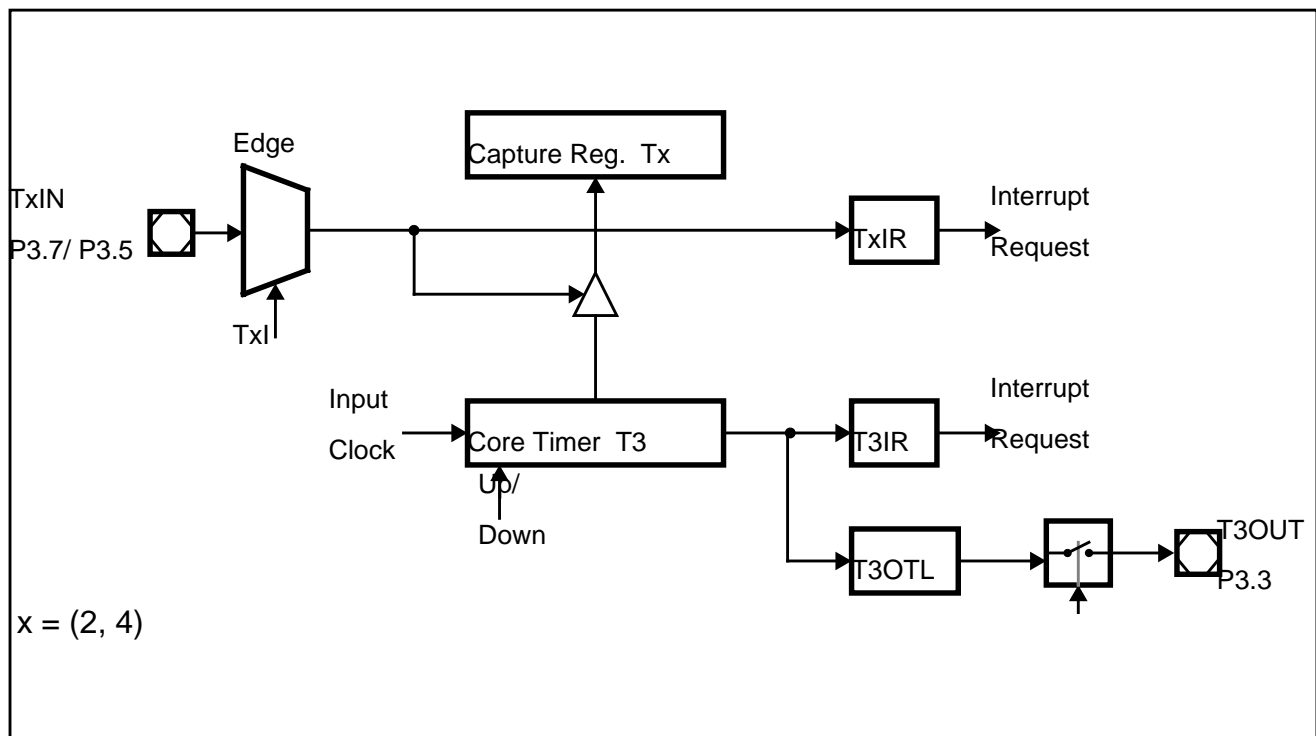 Edge
Capture Reg. Tx
TxIN
P3.7/ P3.5
Interrupt
Request
TxIR
TxI
Input
Clock
Core Timer T3
Interrupt
Request
T3IR
Up/
Down
T3OTL
T3OUT
P3.3
x = (2, 4)